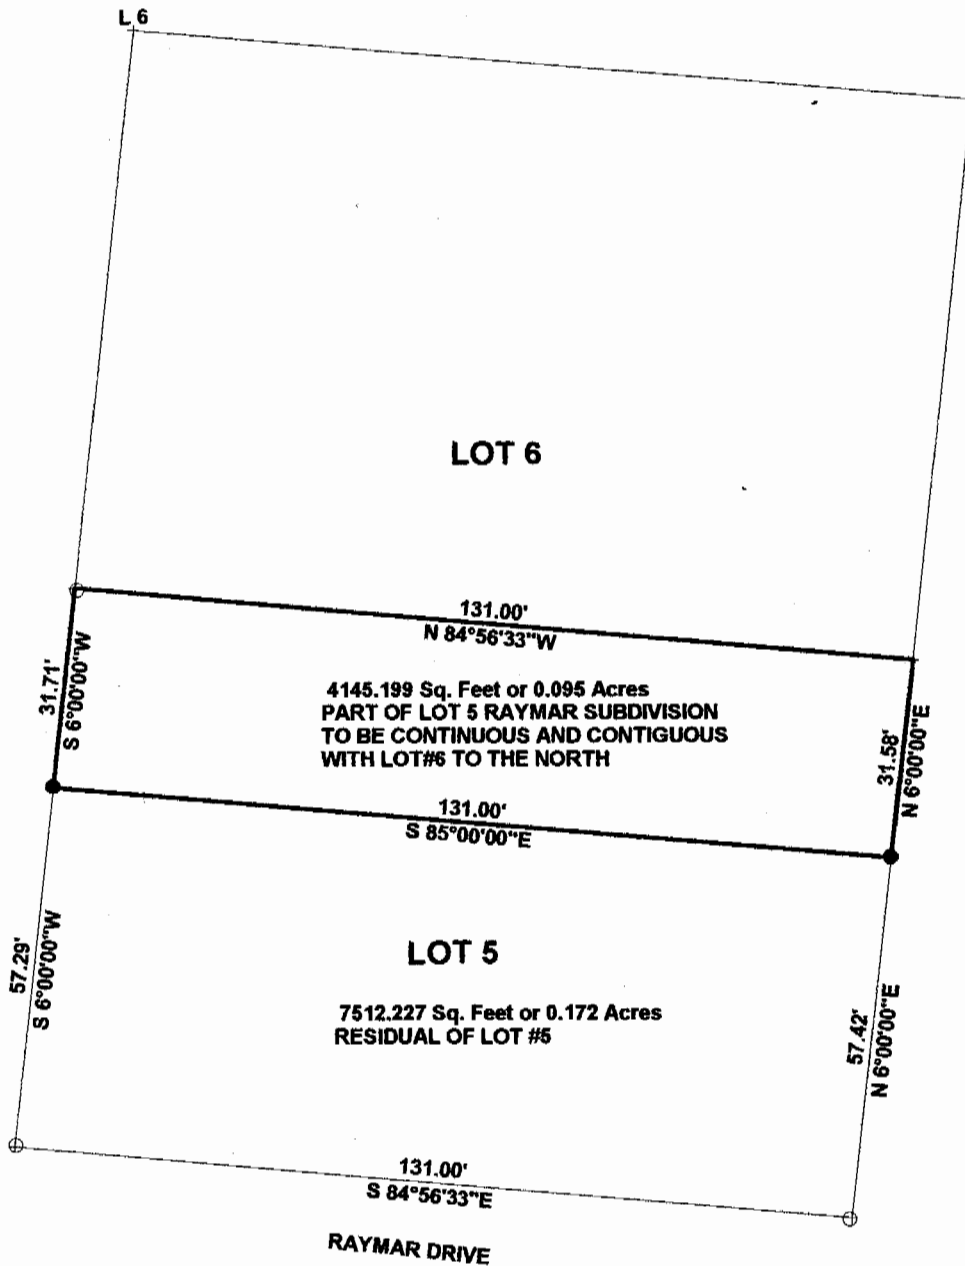 L 6
LOT 6
131.00'
N 84°56'33"W
31.71'
S 6°00'00"W
4145.199 Sq. Feet or 0.095 Acres
PART OF LOT 5 RAYMAR SUBDIVISION
TO BE CONTINUOUS AND CONTIGUOUS
WITH LOT#6 TO THE NORTH
31.58'
N 6°00'00"E
131.00'
S 85°00'00"E
LOT 5
57.29'
S 6°00'00"W
7512.227 Sq. Feet or 0.172 Acres
RESIDUAL OF LOT #5
57.42'
N 6°00'00"E
131.00'
S 84°56'33"E
RAYMAR DRIVE